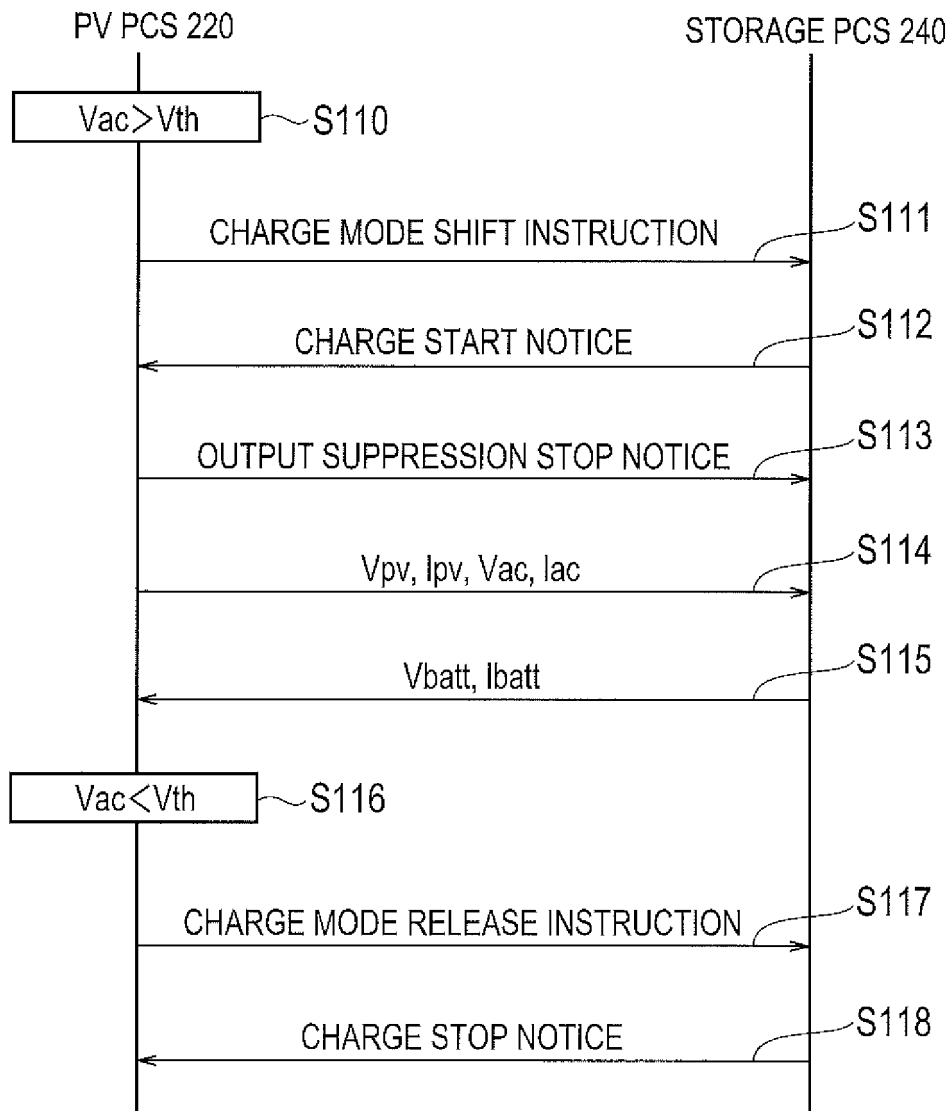 PV PCS 220
STORAGE PCS 240
Vac>Vth
S110
S111
CHARGE MODE SHIFT INSTRUCTION
S112
CHARGE START NOTICE
S113
OUTPUT SUPPRESSION STOP NOTICE
S114
Vpv, Ipv, Vac, Iac
S115
Vbatt, Ibatt
Vac<Vth
S116
S117
CHARGE MODE RELEASE INSTRUCTION
S118
CHARGE STOP NOTICE